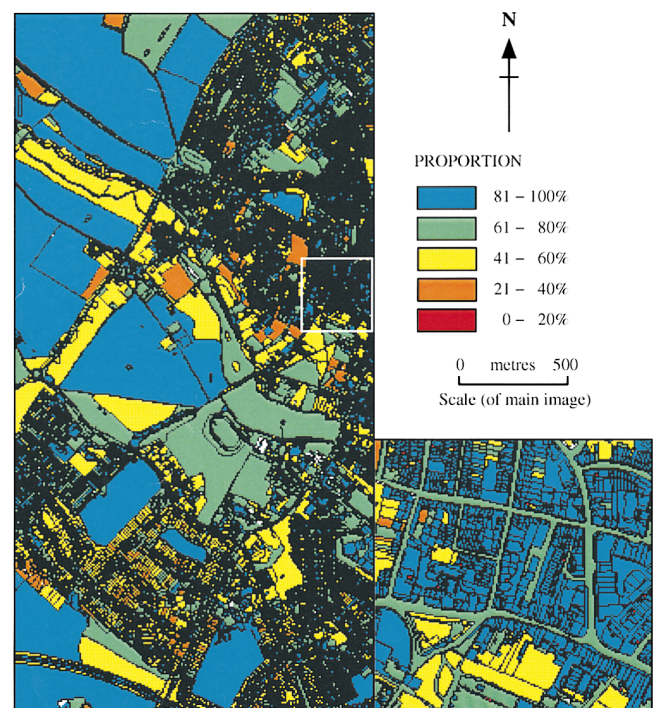 N
PROPORTION
81 – 100%
61 – 80%
41 – 60%
21 – 40%
0 – 20%
0 metres 500
Scale (of main image)